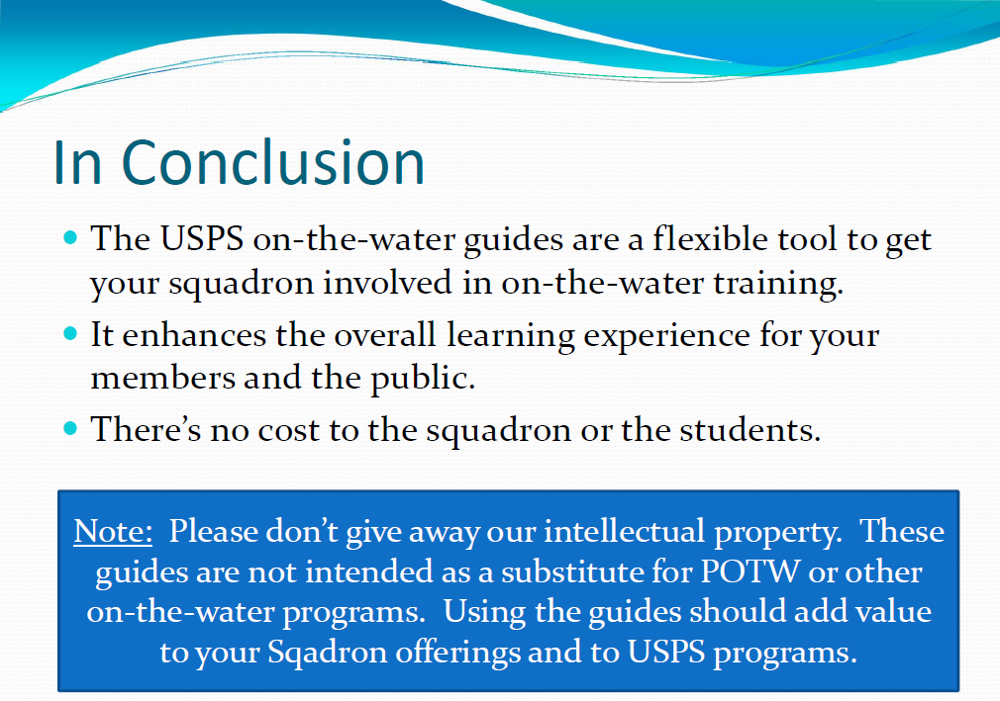 In Conclusion
The USPS on-the-water guides are a flexible tool to get
your squadron involved in on-the-water training.
It enhances the overall learning experience for your
members and the public.
There’s no cost to the squadron or the students.
Note: Please don’t give away our intellectual property. These
guides are not intended as a substitute for POTW or other
on-the-water programs. Using the guides should add value
to your Sqadron offerings and to USPS programs.